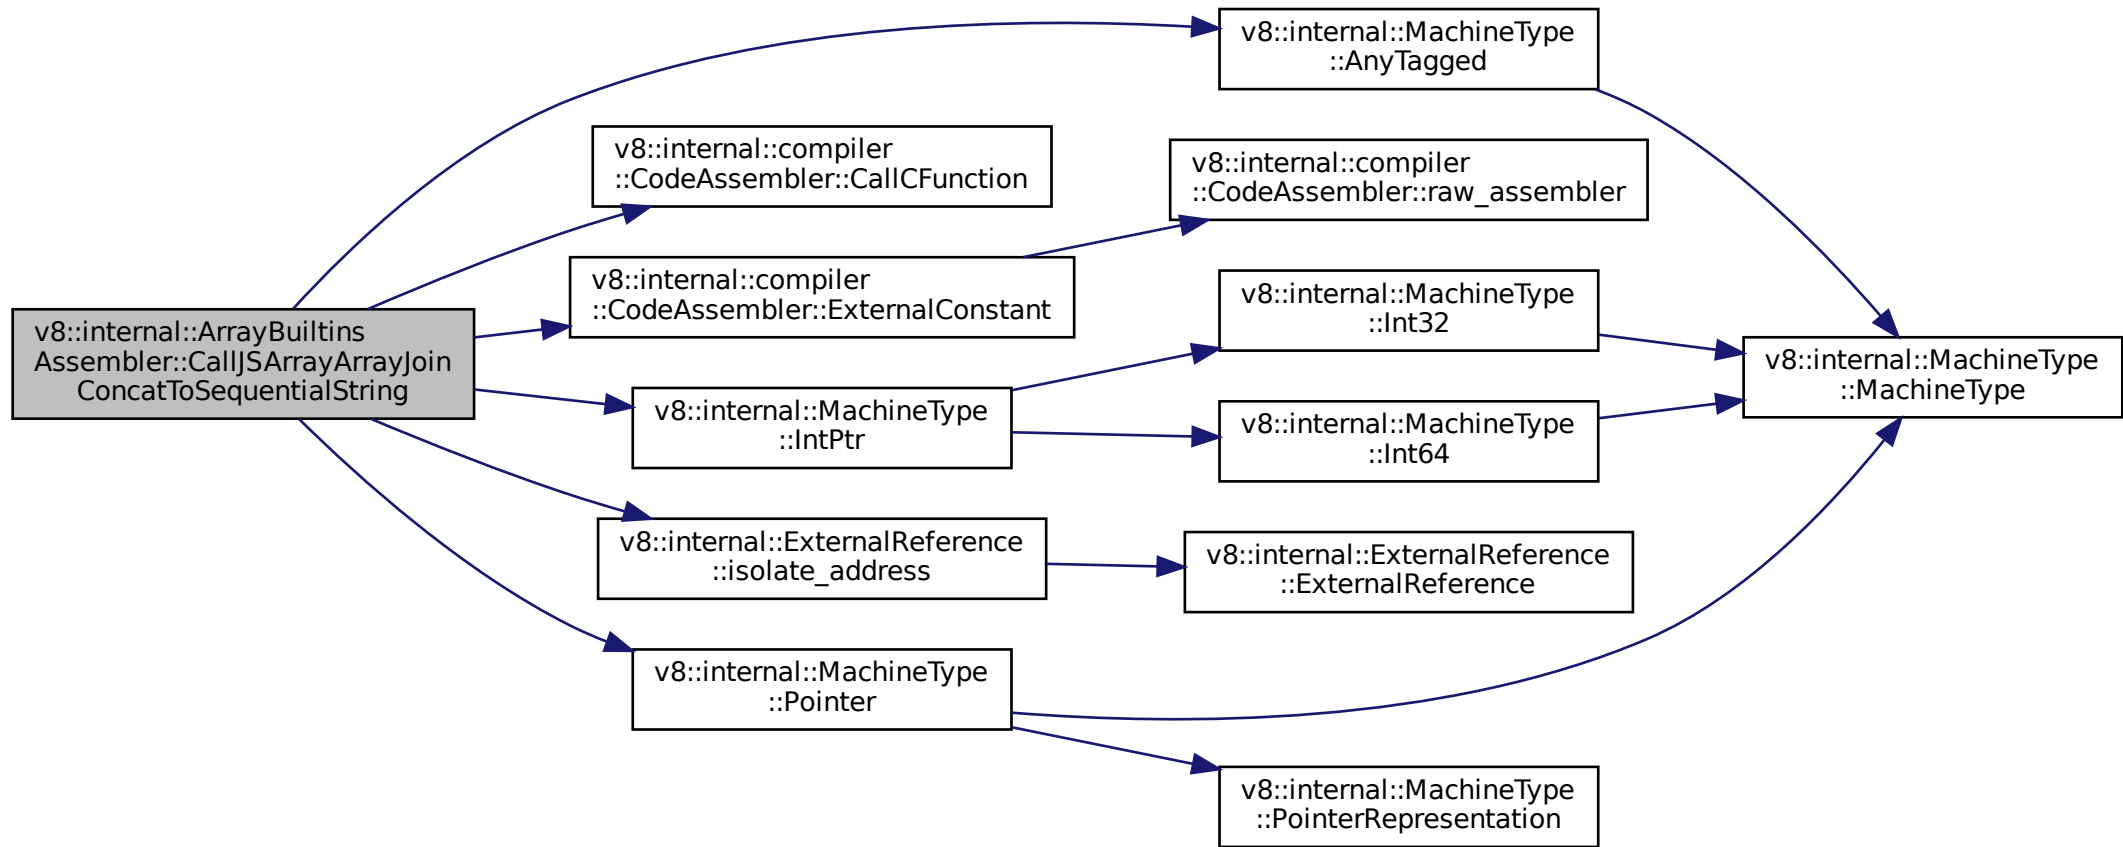 v8::internal::ArrayBuiltins
Assembler::CallJSArrayArrayJoin
ConcatToSequentialString
v8::internal::MachineType
::AnyTagged
v8::internal::compiler
::CodeAssembler::CallCFunction
v8::internal::compiler
::CodeAssembler::raw_assembler
v8::internal::compiler
::CodeAssembler::ExternalConstant
v8::internal::MachineType
::Int32
v8::internal::MachineType
::MachineType
v8::internal::MachineType
::IntPtr
v8::internal::MachineType
::Int64
v8::internal::ExternalReference
::isolate_address
v8::internal::ExternalReference
::ExternalReference
v8::internal::MachineType
::Pointer
v8::internal::MachineType
::PointerRepresentation